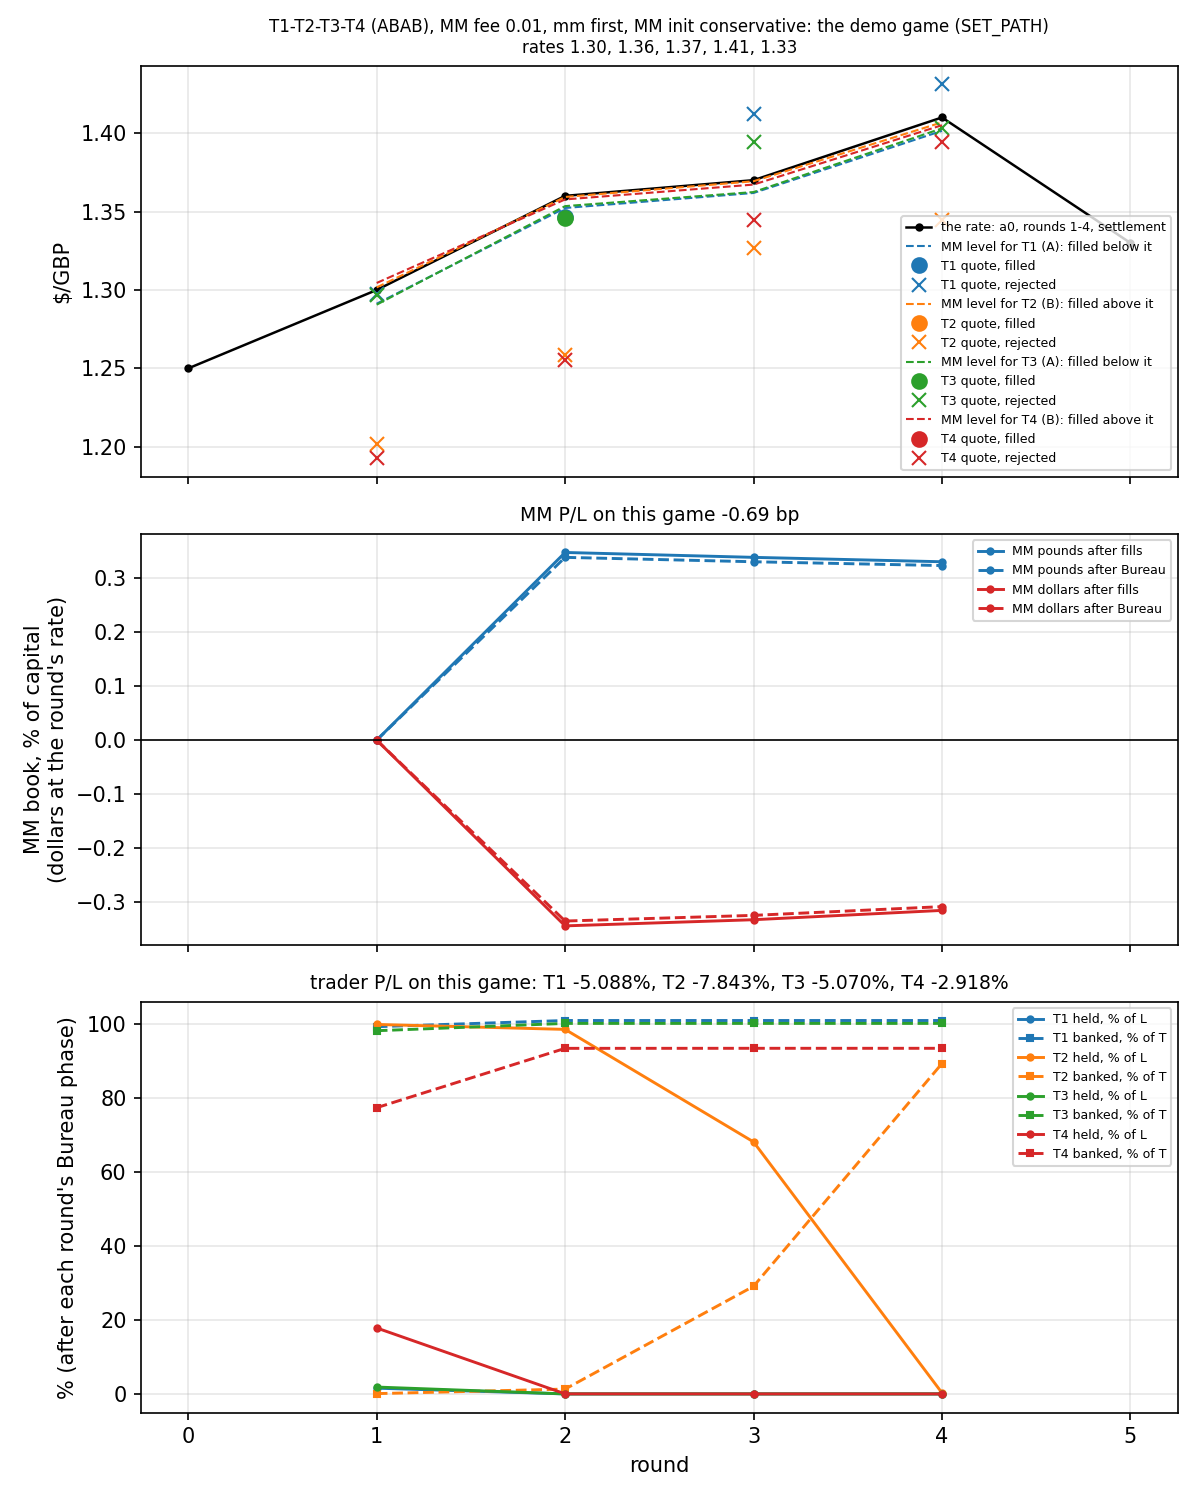 T1-T2-T3-T4 (ABAB), MM fee 0.01, mm first, MM init conservative: the demo game (SET_PATH)
rates 1.30, 1.36, 1.37, 1.41, 1.33
$/GBP
1.40
1.35
1.30
1.25
1.20
the rate: a0, rounds 1-4, settlement
MM level for T1 (A): filled below it
T1 quote, filled
T1 quote, rejected
MM level for T2 (B): filled above it
T2 quote, filled
T2 quote, rejected
MM level for T3 (A): filled below it
T3 quote, filled
T3 quote, rejected
MM level for T4 (B): filled above it
T4 quote, filled
T4 quote, rejected
MM P/L on this game -0.69 bp
MM book, % of capital
(dollars at the round's rate)
0.3
0.2
0.1
0.0
−0.1
−0.2
−0.3
MM pounds after fills
MM pounds after Bureau
MM dollars after fills
MM dollars after Bureau
trader P/L on this game: T1 -5.088%, T2 -7.843%, T3 -5.070%, T4 -2.918%
% (after each round's Bureau phase)
100
80
60
40
20
0
T1 held, % of L
T1 banked, % of T
T2 held, % of L
T2 banked, % of T
T3 held, % of L
T3 banked, % of T
T4 held, % of L
T4 banked, % of T
0 1 2 3 4 5
round